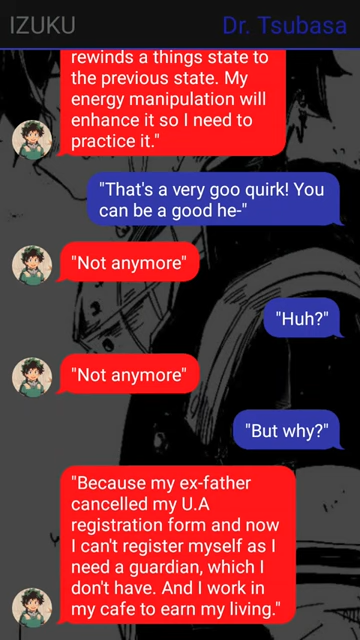 IZUKU
Dr. Tsubasa
rewinds a things state to
the previous state. My
energy manipulation will
enhance it so I need to
practice it."
"That's a very goo quirk! You
can be a good he-"
"Not anymore"
"Huh?"
"Not anymore"
"But why?"
"Because my ex-father
cancelled my U.A
registration form and now
I can't register myself as I
need a guardian, which I
don't have. And I work in
my cafe to earn my living."